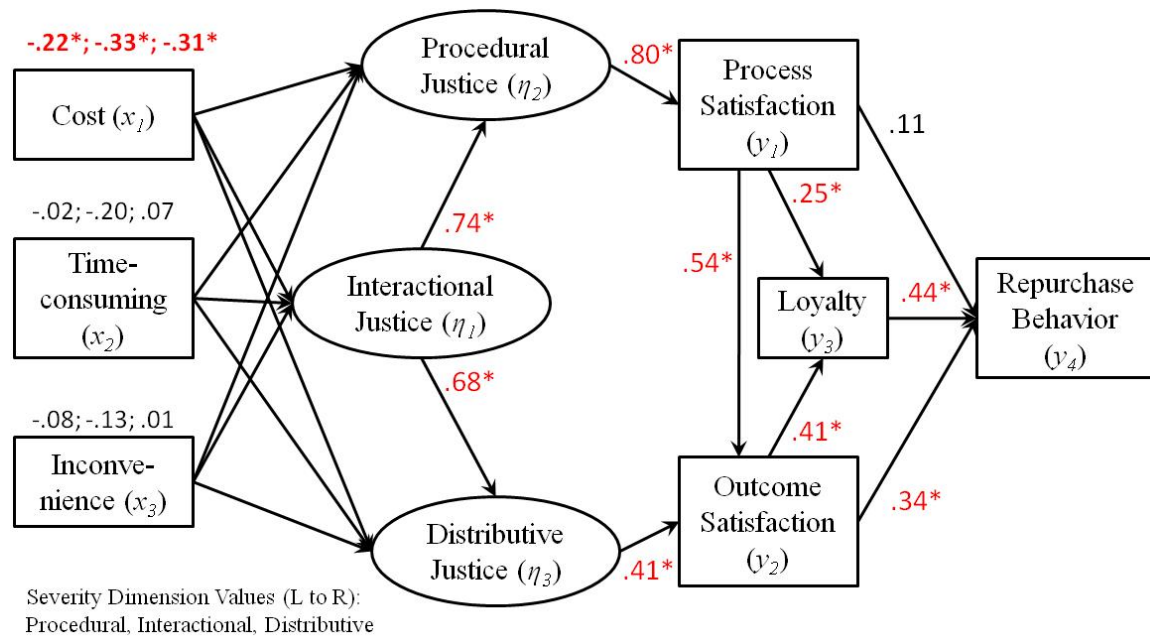 -.22*; -.33*; -.31*
Cost (x1)
-.02; -.20; .07
Time-
consuming
(x2)
-.08; -.13; .01
Inconve-
nience (x3)
Severity Dimension Values (L to R):
Procedural, Interactional, Distributive
Procedural
Justice (η2)
.74*
Interactional
Justice (η1)
.68*
Distributive
Justice (η3)
.80*
.41*
Process
Satisfaction
(y1)
.54*
.25*
Loyalty
(y3)
.41*
Outcome
Satisfaction
(y2)
.11
.44*
.34*
Repurchase
Behavior
(y4)